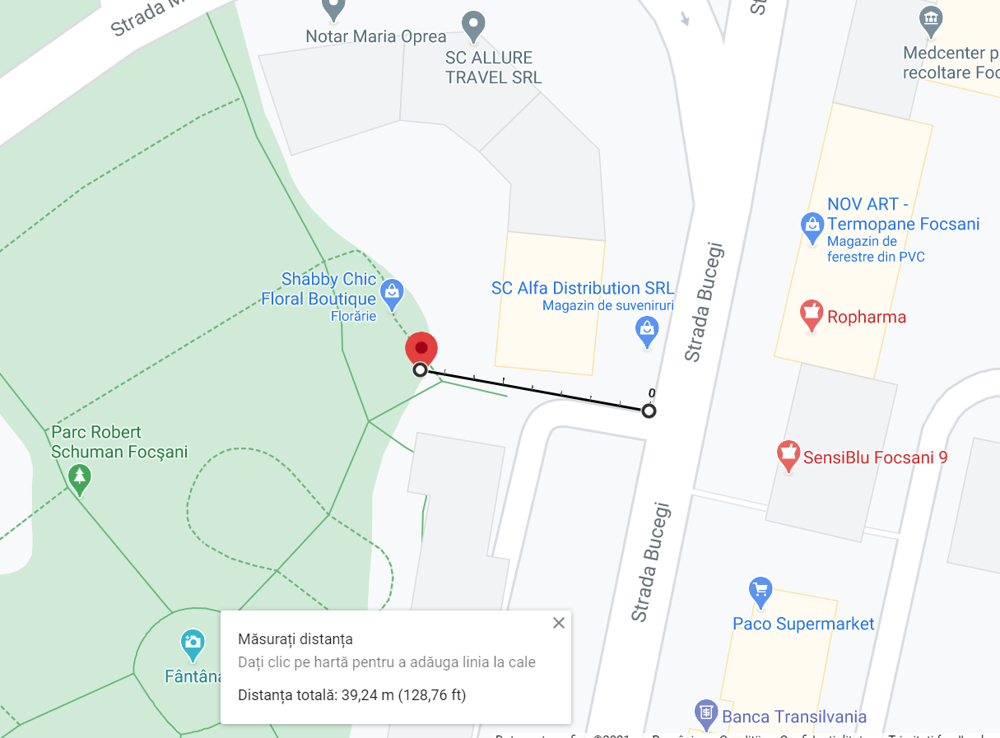 Strada M
Notar Maria Oprea
SC ALLURE
TRAVEL SRL
St
Medcenter p
recoltare Foc
NOV ART -
Termopane Focsani
Magazin de
ferestre din PVC
Shabby Chic
Floral Boutique
Florărie
SC Alfa Distribution SRL
Magazin de suveniruri
Strada Bucegi
Ropharma
0
Parc Robert
Schuman Focșani
SensiBlu Focsani 9
Strada Bucegi
Paco Supermarket
Fântâna
Măsurați distanța
Dați clic pe hartă pentru a adăuga linia la cale
Distanța totală: 39,24 m (128,76 ft)
Banca Transilvania